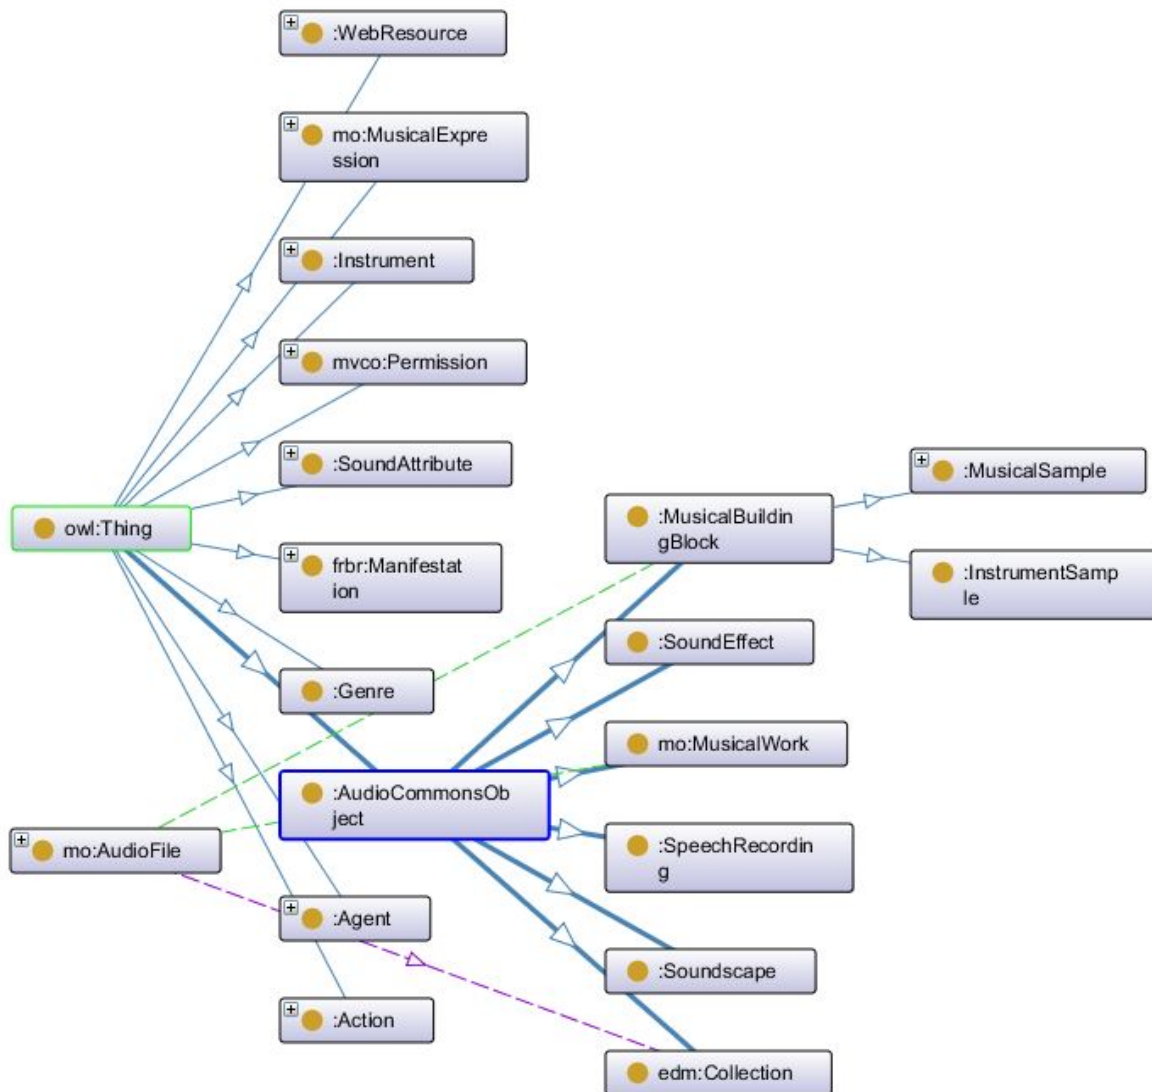 :WebResource
mo:MusicalExpre
ssion
:Instrument
mvco:Permission
:SoundAttribute
:MusicalSample
owl:Thing
:MusicalBuildin
gBlock
frbr:Manifestat
ion
:InstrumentSamp
le
:SoundEffect
:Genre
mo:MusicalWork
:AudioCommonsOb
ject
mo:AudioFile
:SpeechRecordin
g
:Agent
:Soundscape
:Action
edm:Collection